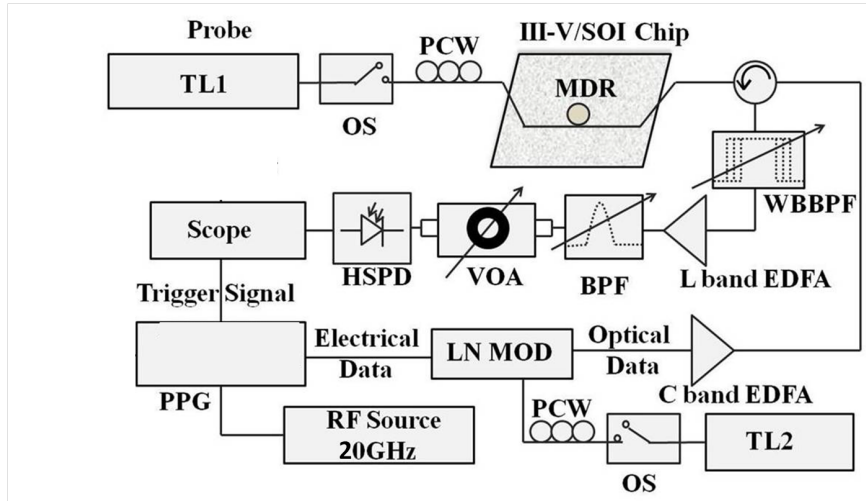 Probe
TL1
OS
PCW
III-V/SOI Chip
MDR
WBBPF
Scope
HSPD
VOA
BPF
L band EDFA
Trigger Signal
Electrical
Data
LN MOD
Optical
Data
C band EDFA
PPG
RF Source
20GHz
PCW
OS
TL2